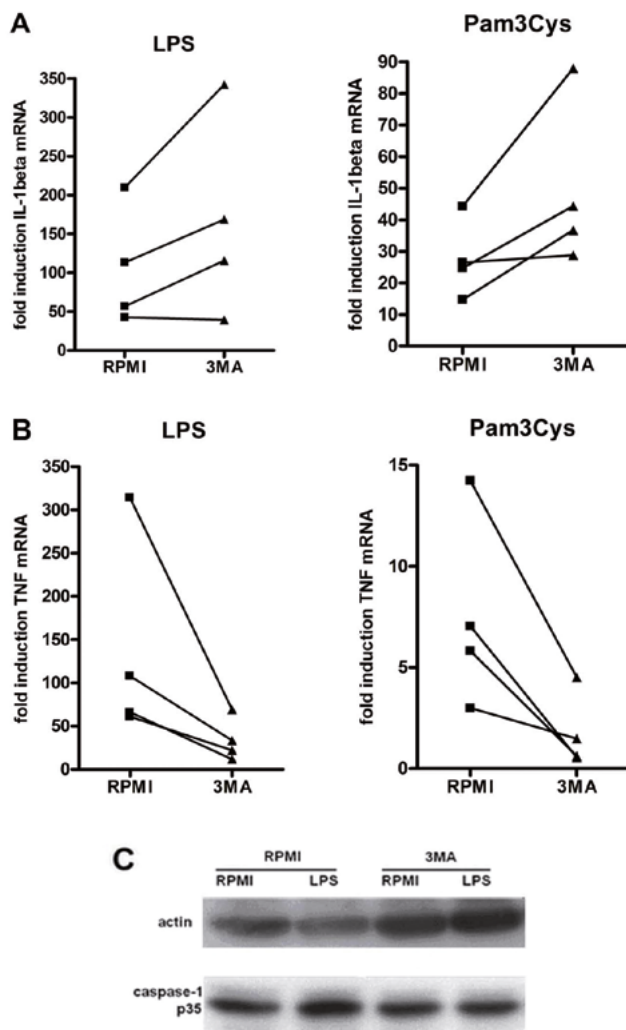 A
LPS
Pam3Cys
fold induction IL-1beta mRNA
350
300
250
200
150
100
50
0
RPMI 3MA
fold induction IL-1beta mRNA
90
80
70
60
50
40
30
20
10
0
RPMI 3MA
B
LPS
Pam3Cys
fold induction TNF mRNA
350
300
250
200
150
100
50
0
RPMI 3MA
fold induction TNF mRNA
15
10
5
0
RPMI 3MA
C
RPMI 3MA
RPMI LPS RPMI LPS
actin
caspase-1
p35